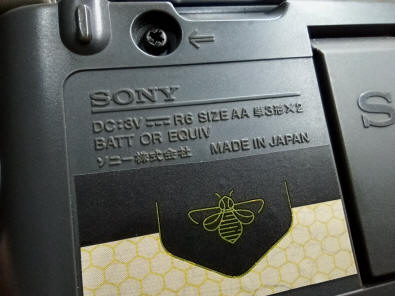 SONY
DC:3V ⎓ R6 SIZE AA 単3形×2
BATT OR EQUIV
ソニー株式会社 MADE IN JAPAN
S